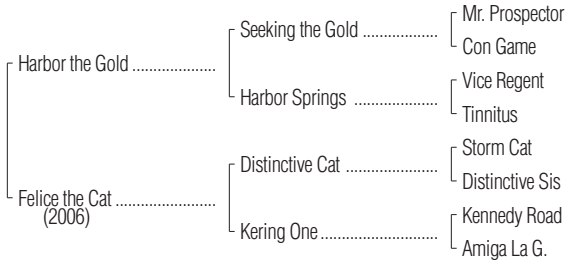 Mr. Prospector
Seeking the Gold ..................
Con Game
Harbor the Gold ....................
Vice Regent
Harbor Springs ....................
Tinnitus
Storm Cat
Distinctive Cat ......................
Distinctive Sis
Felice the Cat ........................
(2006)
Kennedy Road
Kering One............................
Amiga La G.